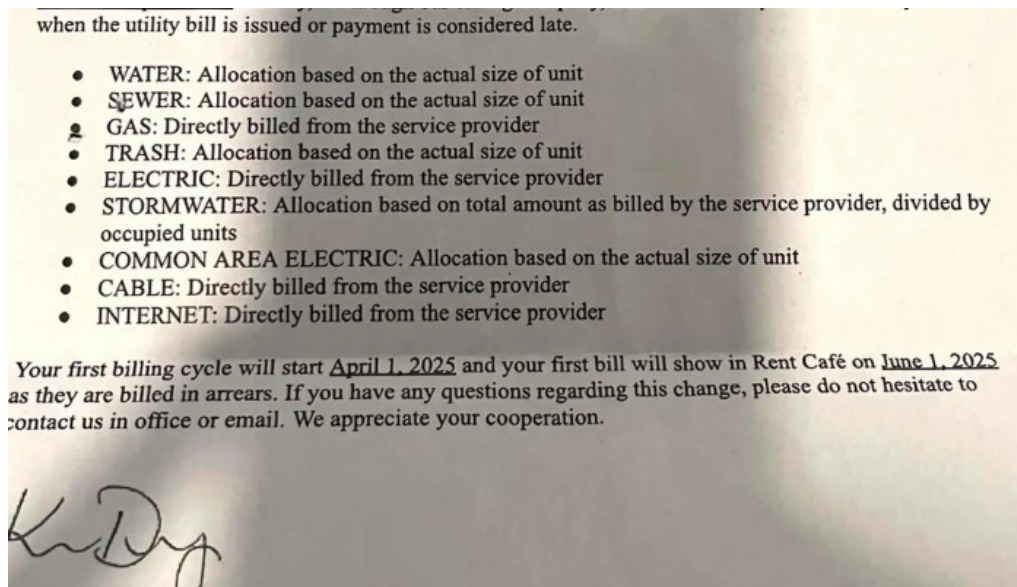 when the utility bill is issued or payment is considered late.
• WATER: Allocation based on the actual size of unit
• SEWER: Allocation based on the actual size of unit
• GAS: Directly billed from the service provider
• TRASH: Allocation based on the actual size of unit
• ELECTRIC: Directly billed from the service provider
• STORMWATER: Allocation based on total amount as billed by the service provider, divided by
occupied units
• COMMON AREA ELECTRIC: Allocation based on the actual size of unit
• CABLE: Directly billed from the service provider
• INTERNET: Directly billed from the service provider
Your first billing cycle will start April 1, 2025 and your first bill will show in Rent Café on June 1, 2025
as they are billed in arrears. If you have any questions regarding this change, please do not hesitate to
contact us in office or email. We appreciate your cooperation.